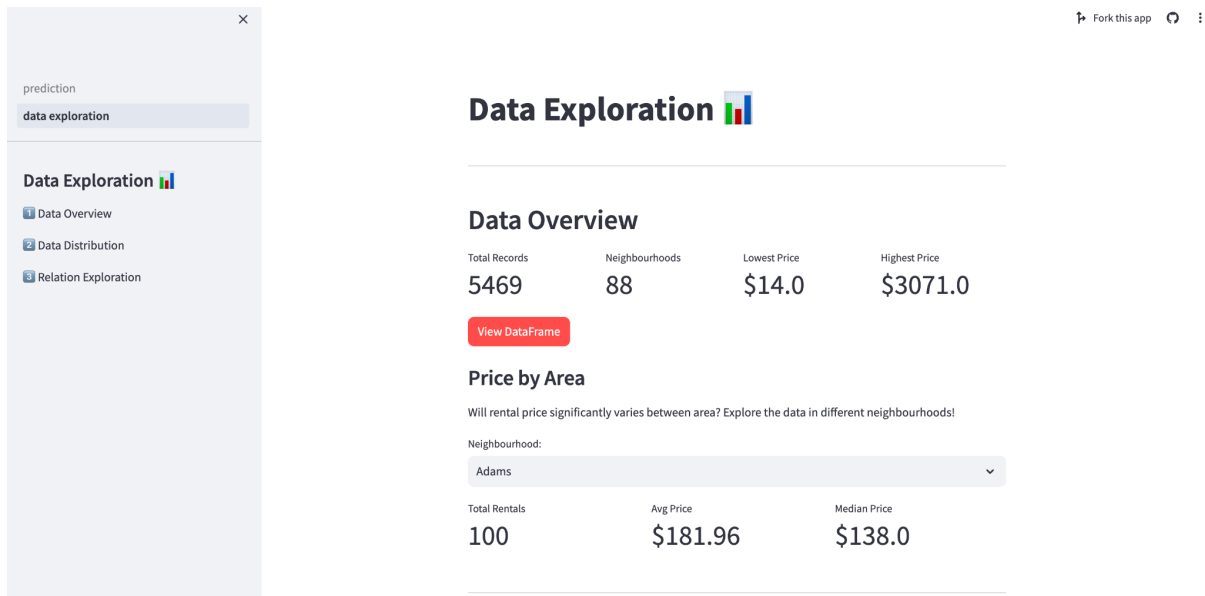 Fork this app
prediction
data exploration
Data Exploration
1 Data Overview
2 Data Distribution
3 Relation Exploration
Data Exploration
Data Overview
Total Records Neighbourhoods Lowest Price Highest Price
5469 88 $14.0 $3071.0
View DataFrame
Price by Area
Will rental price significantly varies between area? Explore the data in different neighbourhoods!
Neighbourhood:
Adams
Total Rentals Avg Price Median Price
100 $181.96 $138.0